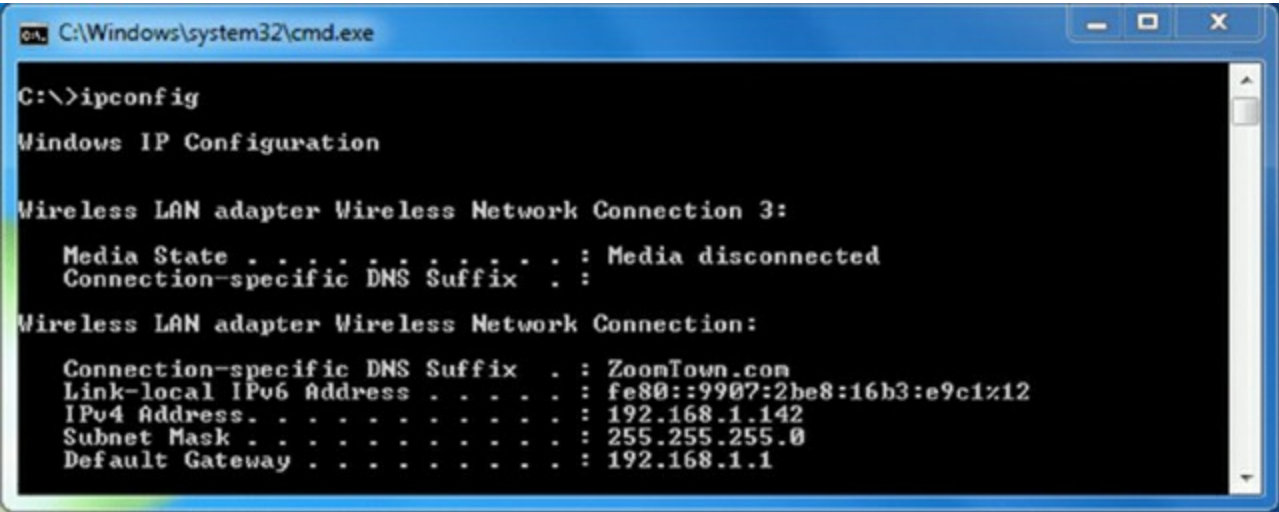 C:\Windows\system32\cmd.exe
C:\>ipconfig
Windows IP Configuration
Wireless LAN adapter Wireless Network Connection 3:
Media State . . . . . . . . . . . : Media disconnected
Connection-specific DNS Suffix . :
Wireless LAN adapter Wireless Network Connection:
Connection-specific DNS Suffix . : ZoomTown.com
Link-local IPv6 Address . . . . . : fe80::9907:2be8:16b3:e9c1%12
IPv4 Address. . . . . . . . . . . : 192.168.1.142
Subnet Mask . . . . . . . . . . . : 255.255.255.0
Default Gateway . . . . . . . . . : 192.168.1.1